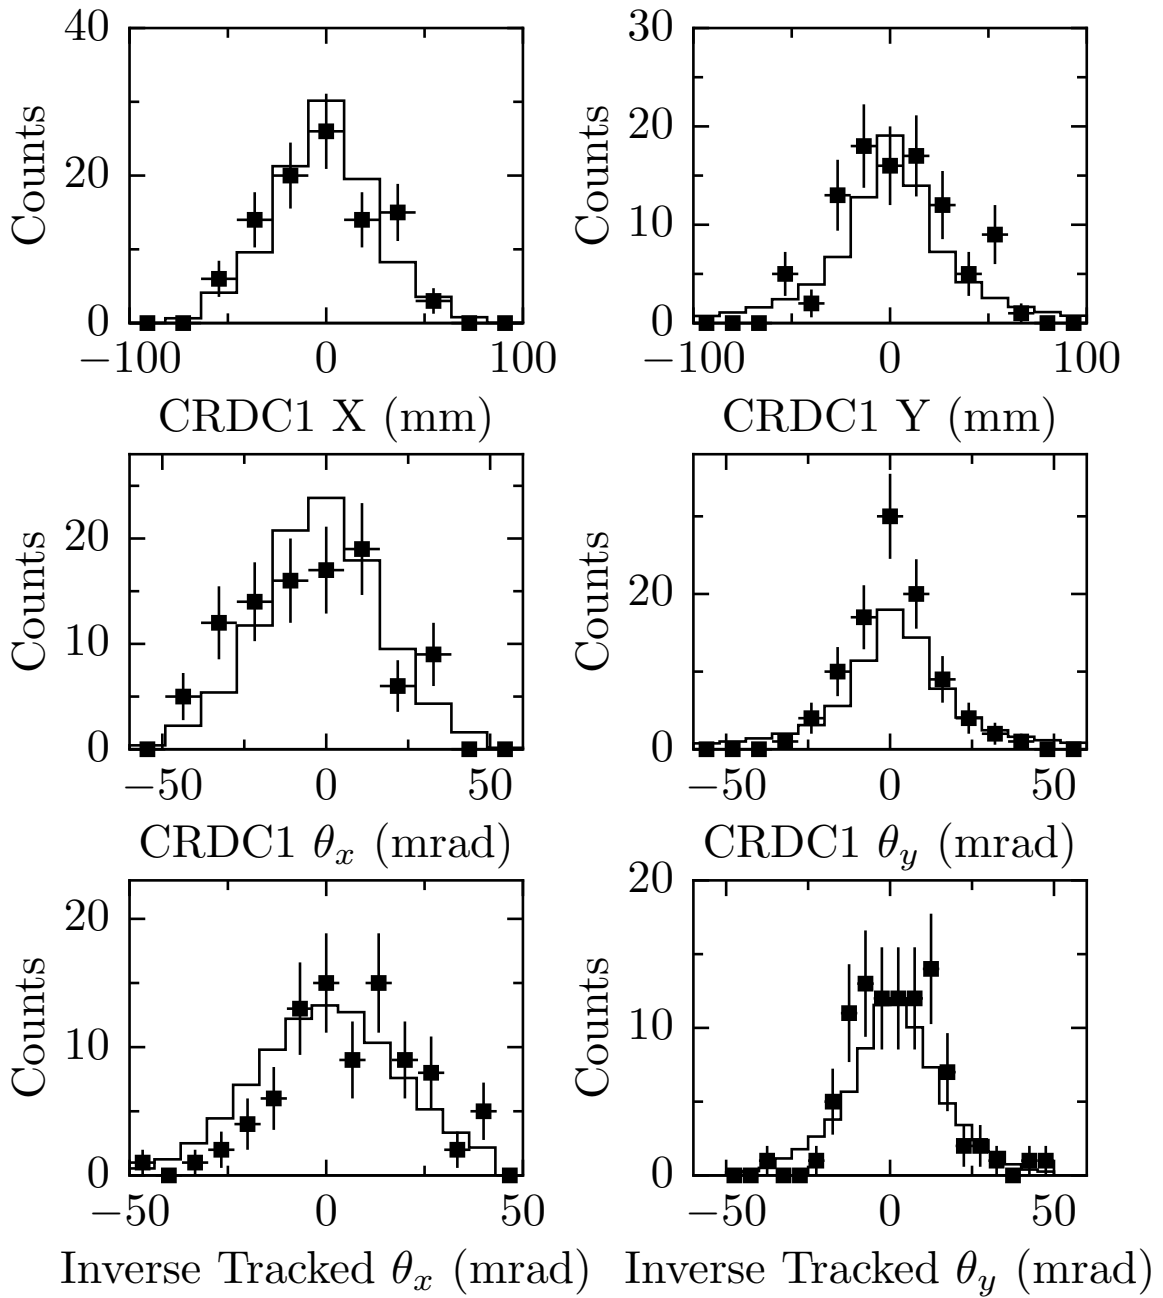 40
20
0
Counts
−100 0 100
CRDC1 X (mm)
30
20
10
0
Counts
−100 0 100
CRDC1 Y (mm)
20
10
0
Counts
−50 0 50
CRDC1 θx (mrad)
20
0
Counts
−50 0 50
CRDC1 θy (mrad)
20
10
0
Counts
−50 0 50
Inverse Tracked θx (mrad)
20
10
0
Counts
−50 0 50
Inverse Tracked θy (mrad)